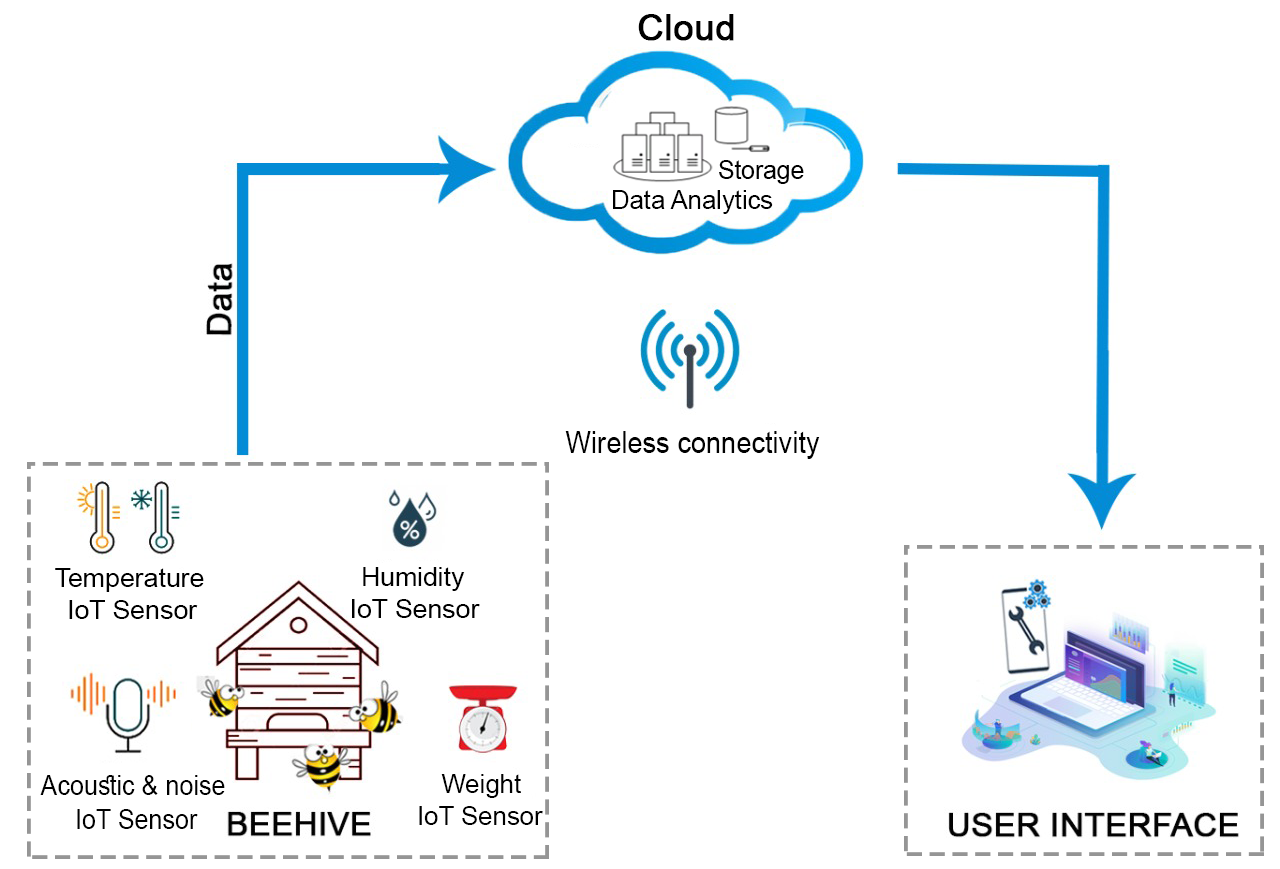 Cloud
Storage
Data Analytics
Data
Wireless connectivity
Temperature
IoT Sensor
Humidity
IoT Sensor
%
Acoustic & noise
IoT Sensor
Weight
IoT Sensor
BEEHIVE
USER INTERFACE